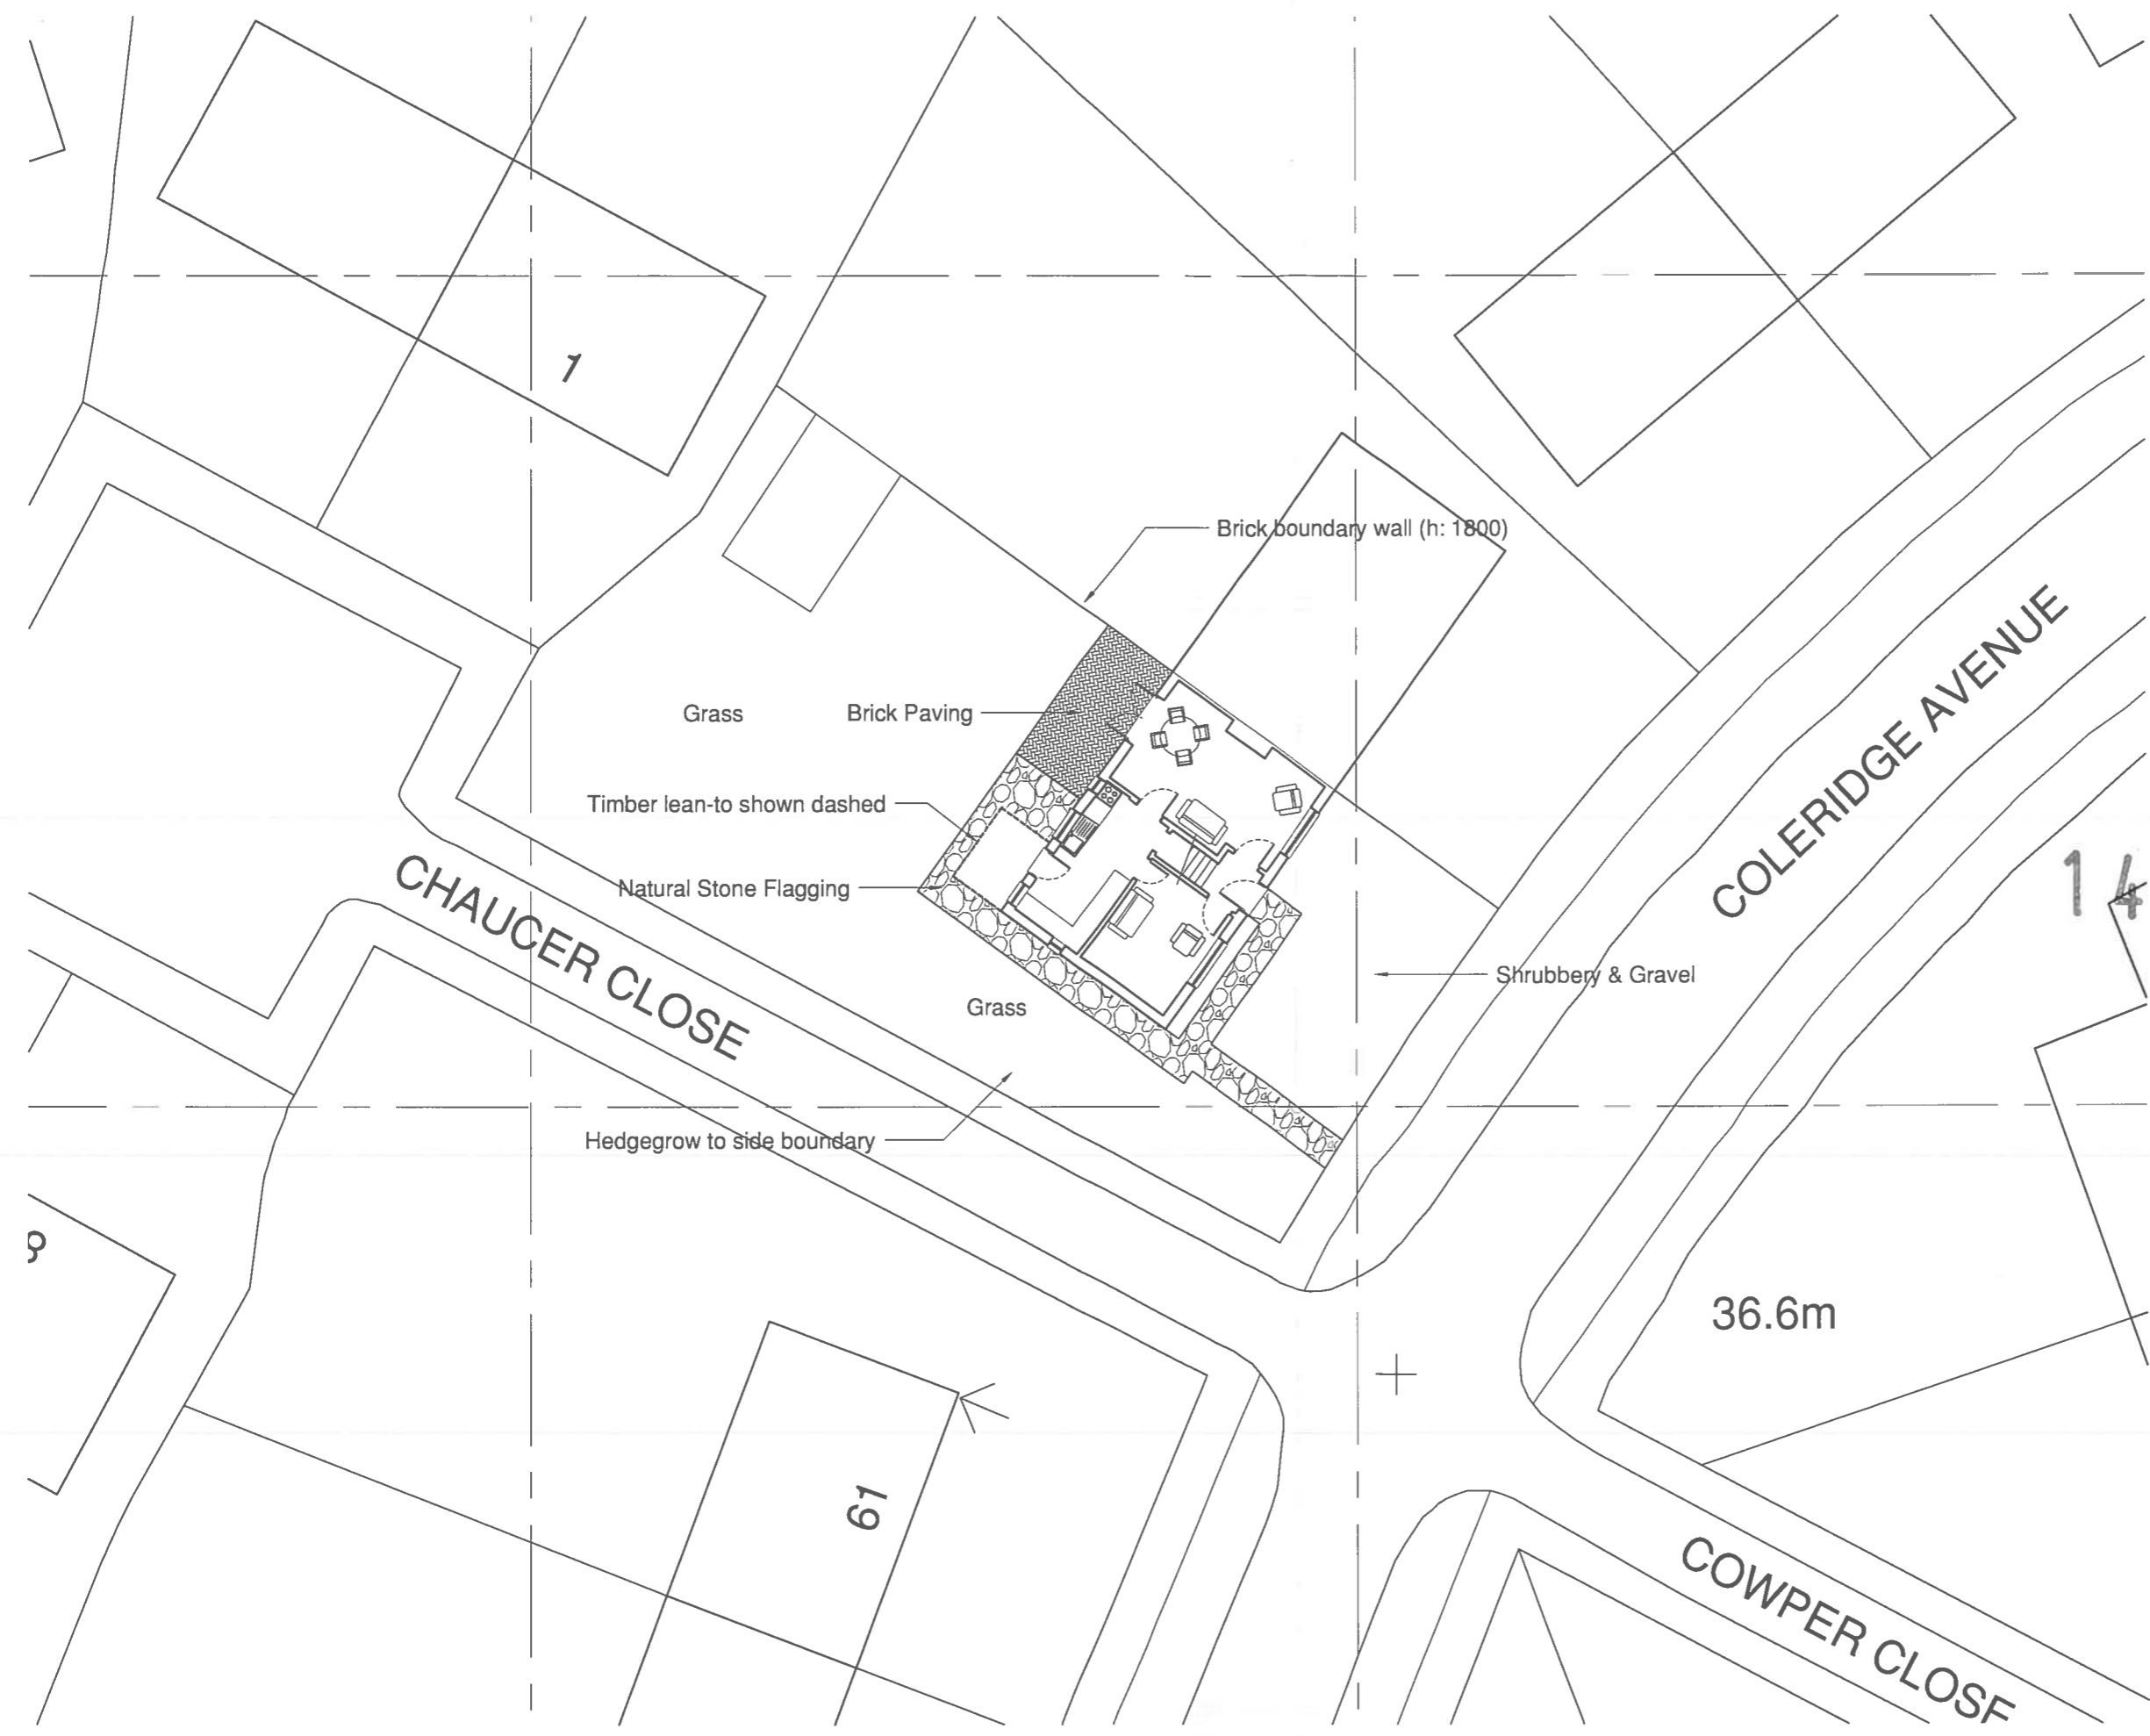 1
Brick boundary wall (h: 1800)
COLERIDGE AVENUE
Grass
Brick Paving
Timber lean-to shown dashed
Natural Stone Flagging
CHAUCER CLOSE
14
Shrubbery & Gravel
Grass
Hedgegrow to side boundary
36.6m
61
COWPER CLOSE